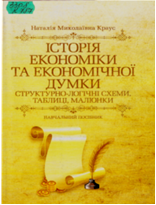 Наталія Миколаївна Краус
ІСТОРІЯ
ЕКОНОМІКИ
ТА ЕКОНОМІЧНОЇ
ДУМКИ
СТРУКТУРНО-ЛОГІЧНІ СХЕМИ,
ТАБЛИЦІ, МАЛЮНКИ
НАВЧАЛЬНИЙ ПОСІБНИК